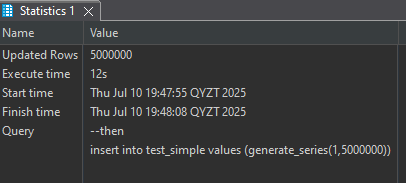 Statistics 1
Name Value
Updated Rows 5000000
Execute time 12s
Start time Thu Jul 10 19:47:55 QYZT 2025
Finish time Thu Jul 10 19:48:08 QYZT 2025
Query --then
insert into test_simple values (generate_series(1,5000000))